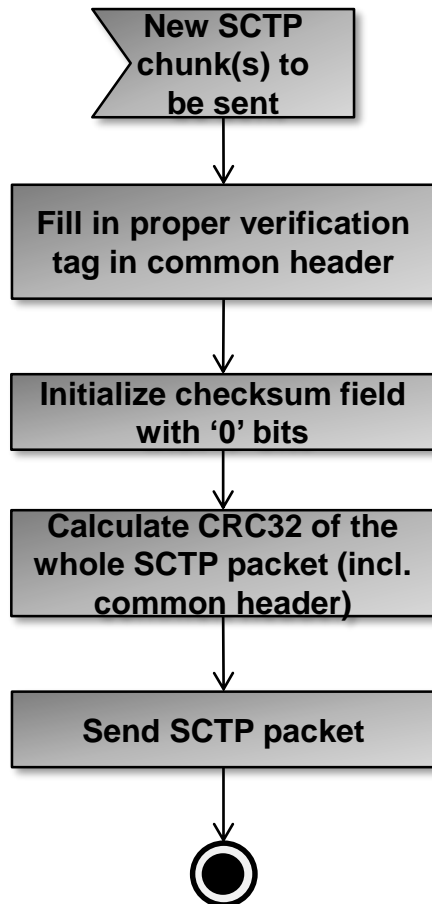 New SCTP
chunk(s) to
be sent
Fill in proper verification
tag in common header
Initialize checksum field
with ‘0’ bits
Calculate CRC32 of the
whole SCTP packet (incl.
common header)
Send SCTP packet